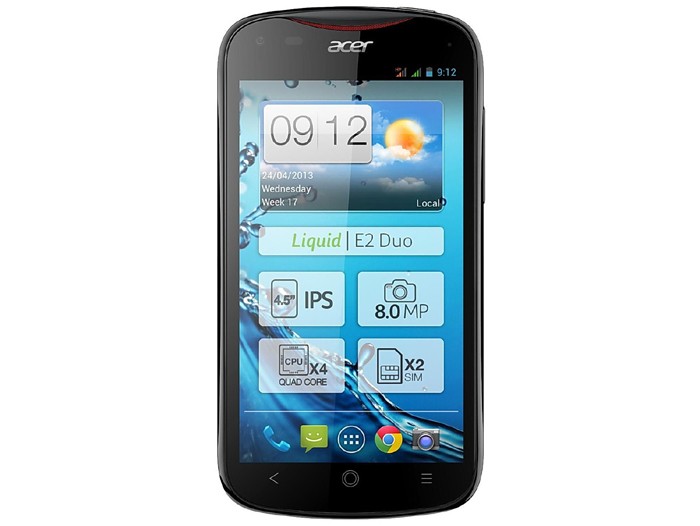 acer
9:12
09 12
24/04/2013
Wednesday
Week 17
Local
Liquid | E2 Duo
4.5" IPS
8.0 MP
CPU X4
QUAD CORE
X2
SIM